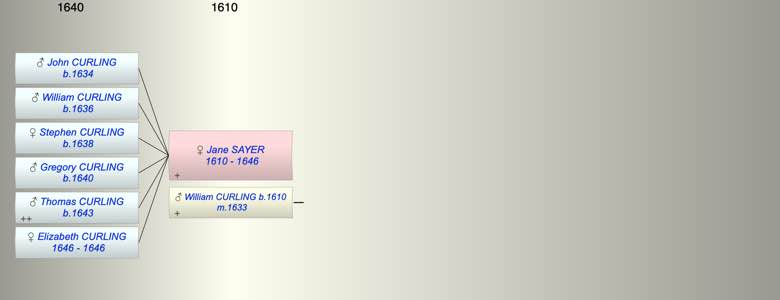 1640 1610
♂ John CURLING
b.1634
♂ William CURLING
b.1636
♀ Stephen CURLING
b.1638
♂ Gregory CURLING
b.1640
♂ Thomas CURLING
b.1643
++
♀ Elizabeth CURLING
1646 - 1646
♀ Jane SAYER
1610 - 1646
+
♂ William CURLING b.1610
m.1633
+